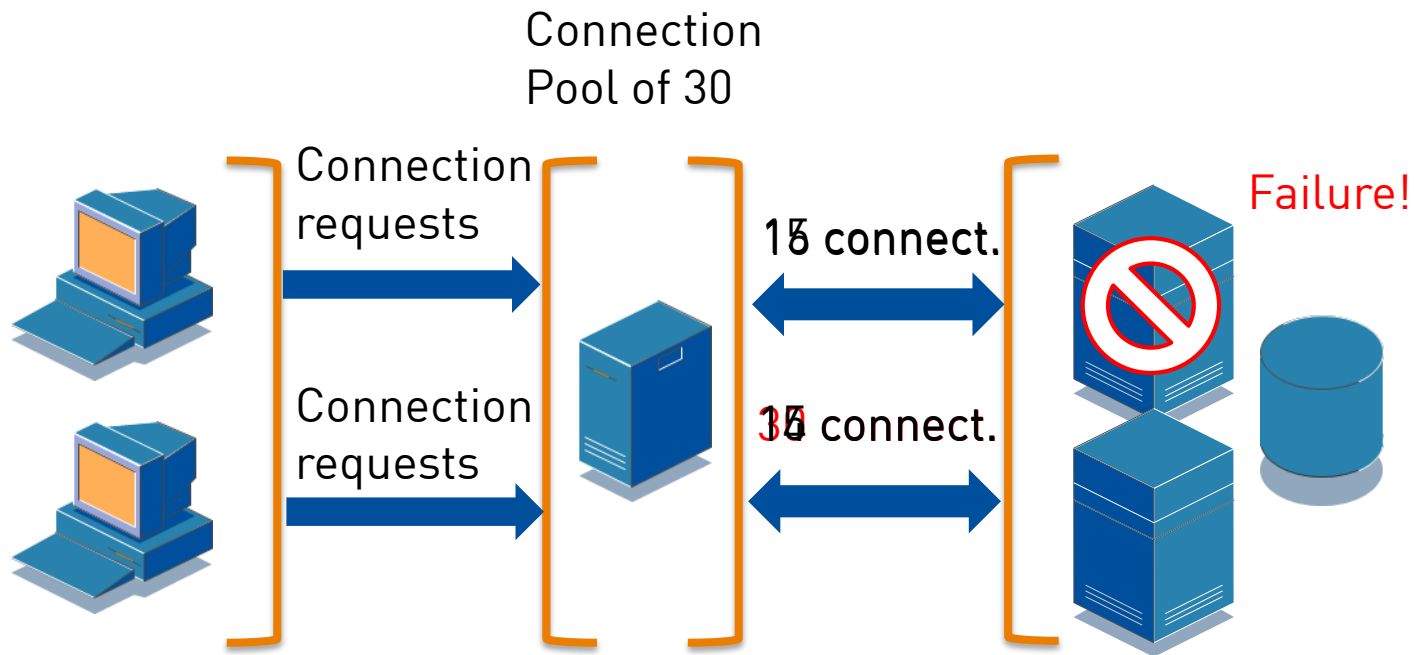 Connection
Pool of 30
Connection
requests
connect.
Failure!
Connection
requests
connect.